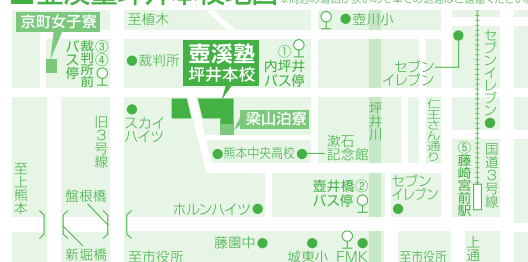 京町女子寮
至植木
壺川小
裁判所前
バス停
③
④
裁判所
壺溪塾
坪井本校
①
内坪井
バス停
セブン
イレブン
セブンイレブン
スカイ
ハイツ
梁山泊寮
坪井川
仁王さん通り
旧3号線
熊本中央高校
漱石
記念館
⑤藤崎宮前駅
国道3号線
至上熊本
盤根橋
壺井橋②
バス停
セブン
イレブン
ホルンハイツ
新堀橋
至市役所
藤園中
城東小
FMK
至市役所
上通